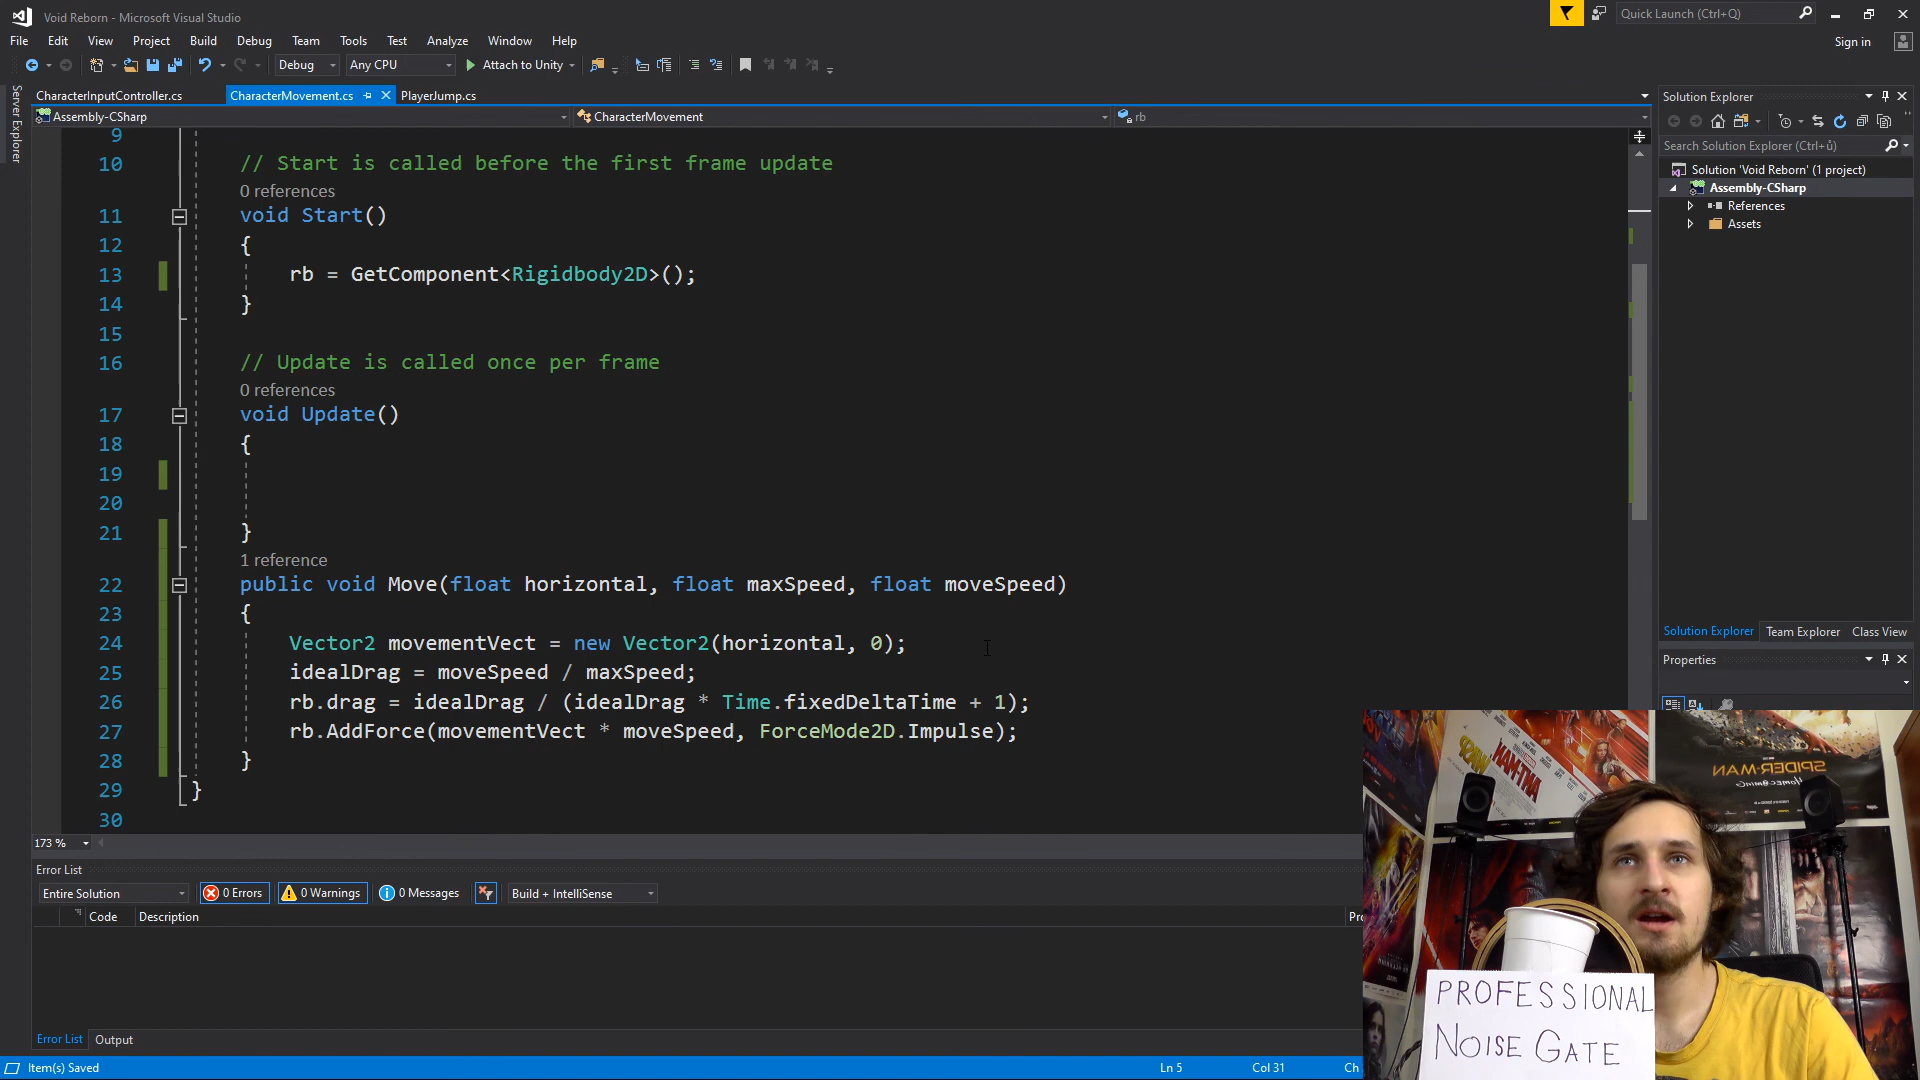 Void Reborn - Microsoft Visual Studio
Quick Launch (Ctrl+Q)
File Edit View Project Build Debug Team Tools Test Analyze Window Help
Sign in
Debug Any CPU Attach to Unity
Server Explorer
CharacterInputController.cs CharacterMovement.cs PlayerJump.cs
Assembly-CSharp CharacterMovement rb
Solution Explorer
Search Solution Explorer (Ctrl+ů)
Solution 'Void Reborn' (1 project)
Assembly-CSharp
References
Assets
9
10 // Start is called before the first frame update
0 references
11 void Start()
12 {
13 rb = GetComponent<Rigidbody2D>();
14 }
15
16 // Update is called once per frame
0 references
17 void Update()
18 {
19
20
21 }
1 reference
22 public void Move(float horizontal, float maxSpeed, float moveSpeed)
23 {
24 Vector2 movementVect = new Vector2(horizontal, 0);
25 idealDrag = moveSpeed / maxSpeed;
26 rb.drag = idealDrag / (idealDrag * Time.fixedDeltaTime + 1);
27 rb.AddForce(movementVect * moveSpeed, ForceMode2D.Impulse);
28 }
29 }
30
Solution Explorer Team Explorer Class View
Properties
173 %
Error List
Entire Solution 0 Errors 0 Warnings 0 Messages Build + IntelliSense
Code Description
Error List Output
Item(s) Saved Ln 5 Col 31 Ch
ANT-MAN
WASP
SPIDER-MAN
HOMECOMING
PROFESSIONAL
NOISE GATE